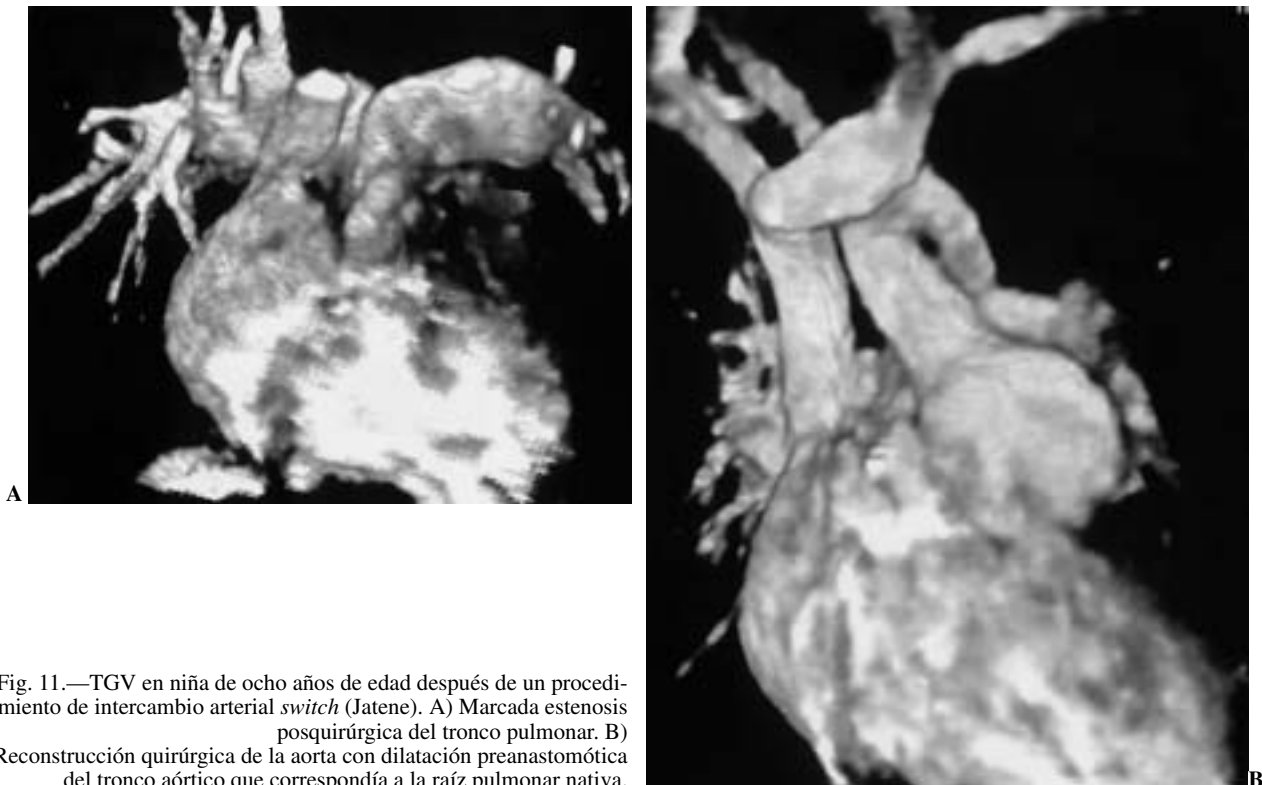 A
B
Fig. 11.—TGV en niña de ocho años de edad después de un procedi-
miento de intercambio arterial switch (Jatene). A) Marcada estenosis
posquirúrgica del tronco pulmonar. B)
Reconstrucción quirúrgica de la aorta con dilatación preanastomótica
del tronco aórtico que correspondía a la raíz pulmonar nativa.